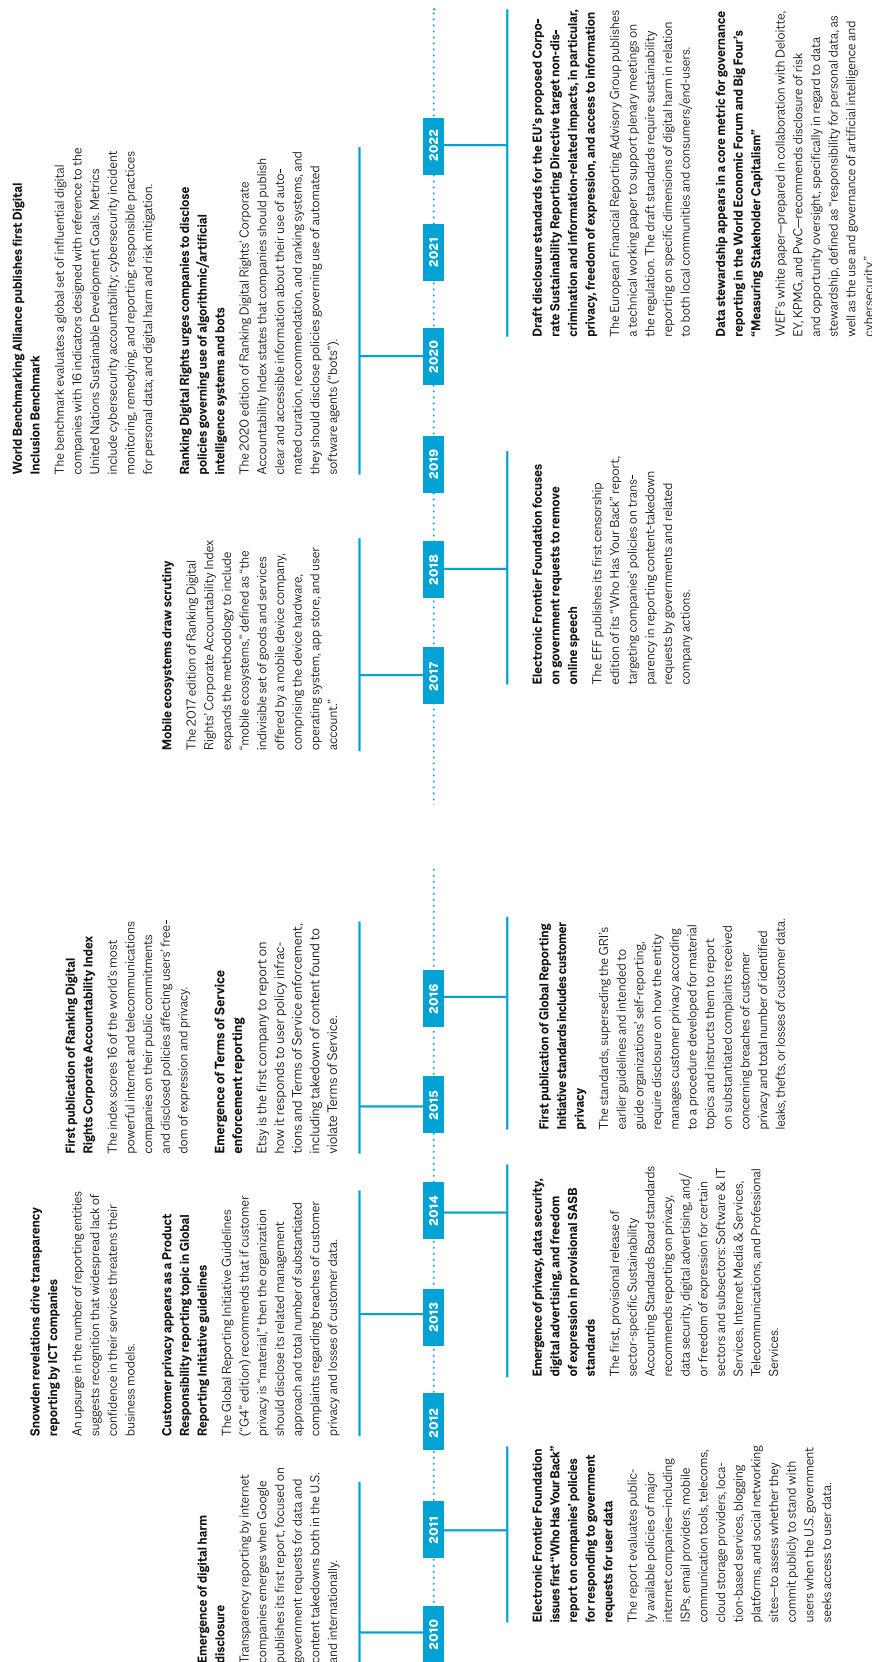 Emergence of digital harm
disclosure
Transparency reporting by internet
companies emerges when Google
publishes its first report, focused on
government requests for data and
content takedowns both in the U.S.
and internationally.
Snowden revelations drive transparency
reporting by ICT companies
An upsurge in the number of reporting entities
suggests recognition that widespread lack of
confidence in their services threatens their
business models.
Customer privacy appears as a Product
Responsibility reporting topic in Global
Reporting Initiative guidelines
The Global Reporting Initiative Guidelines
(“G4” edition) recommends that if customer
privacy is “material,” then the organization
should disclose its related management
approach and total number of substantiated
complaints regarding breaches of customer
privacy and losses of customer data.
First publication of Ranking Digital
Rights Corporate Accountability Index
The index scores 16 of the world’s most
powerful internet and telecommunications
companies on their public commitments
and disclosed policies affecting users’ free-
dom of expression and privacy.
Emergence of Terms of Service
enforcement reporting
Etsy is the first company to report on
how it responds to user policy infrac-
tions and Terms of Service enforcement,
including takedown of content found to
violate Terms of Service.
Mobile ecosystems draw scrutiny
The 2017 edition of Ranking Digital
Rights’ Corporate Accountability Index
expands the methodology to include
“mobile ecosystems,” defined as “the
indivisible set of goods and services
offered by a mobile device company,
comprising the device hardware,
operating system, app store, and user
account.”
World Benchmarking Alliance publishes first Digital
Inclusion Benchmark
The benchmark evaluates a global set of influential digital
companies with 16 indicators designed with reference to the
United Nations Sustainable Development Goals. Metrics
include cybersecurity accountability; cybersecurity incident
monitoring, remedying, and reporting; responsible practices
for personal data; and digital harm and risk mitigation.
Ranking Digital Rights urges companies to disclose
policies governing use of algorithmic/artificial
intelligence systems and bots
The 2020 edition of Ranking Digital Rights’ Corporate
Accountability Index states that companies should publish
clear and accessible information about their use of auto-
mated curation, recommendation, and ranking systems, and
they should disclose policies governing use of automated
software agents (“bots”).
2010
2011
2012
2013
2014
2015
2016
2017
2018
2019
2020
2021
2022
Electronic Frontier Foundation
issues first “Who Has Your Back”
report on companies’ policies
for responding to government
requests for user data
The report evaluates public-
ly available policies of major
internet companies—including
ISPs, email providers, mobile
communication tools, telecoms,
cloud storage providers, loca-
tion-based services, blogging
platforms, and social networking
sites—to assess whether they
commit publicly to stand with
users when the U.S. government
seeks access to user data.
Emergence of privacy, data security,
digital advertising, and freedom
of expression in provisional SASB
standards
The first, provisional release of
sector-specific Sustainability
Accounting Standards Board standards
recommends reporting on privacy,
data security, digital advertising, and/
or freedom of expression for certain
sectors and subsectors: Software & IT
Services, Internet Media & Services,
Telecommunications, and Professional
Services.
First publication of Global Reporting
Initiative standards includes customer
privacy
The standards, superseding the GRI’s
earlier guidelines and intended to
guide organizations’ self-reporting,
require disclosure on how the entity
manages customer privacy according
to a procedure developed for material
topics and instructs them to report
on substantiated complaints received
concerning breaches of customer
privacy and total number of identified
leaks, thefts, or losses of customer data.
Electronic Frontier Foundation focuses
on government requests to remove
online speech
The EFF publishes its first censorship
edition of its “Who Has Your Back” report,
targeting companies’ policies on trans-
parency in reporting content-takedown
requests by governments and related
company actions.
Draft disclosure standards for the EU’s proposed Corpo-
rate Sustainability Reporting Directive target non-dis-
crimination and information-related impacts, in particular,
privacy, freedom of expression, and access to information
The European Financial Reporting Advisory Group publishes
a technical working paper to support plenary meetings on
the regulation. The draft standards require sustainability
reporting on specific dimensions of digital harm in relation
to both local communities and consumers/end-users.
Data stewardship appears in a core metric for governance
reporting in the World Economic Forum and Big Four’s
“Measuring Stakeholder Capitalism”
WEF’s white paper—prepared in collaboration with Deloitte,
EY, KPMG, and PwC—recommends disclosure of risk
and opportunity oversight, specifically in regard to data
stewardship, defined as “responsibility for personal data, as
well as the use and governance of artificial intelligence and
cybersecurity.”